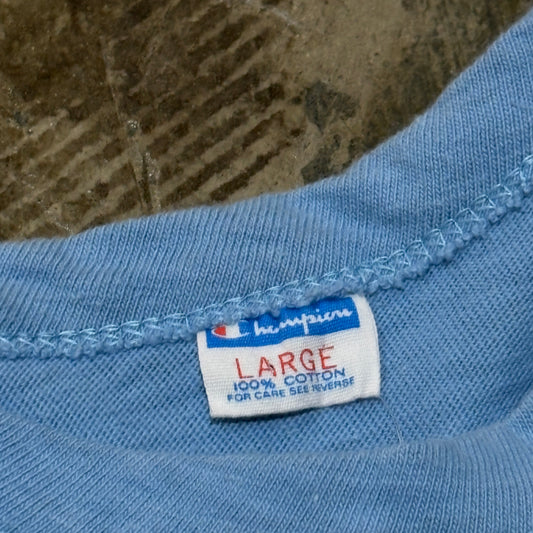 Champion
LARGE
100% COTTON
FOR CARE SEE REVERSE